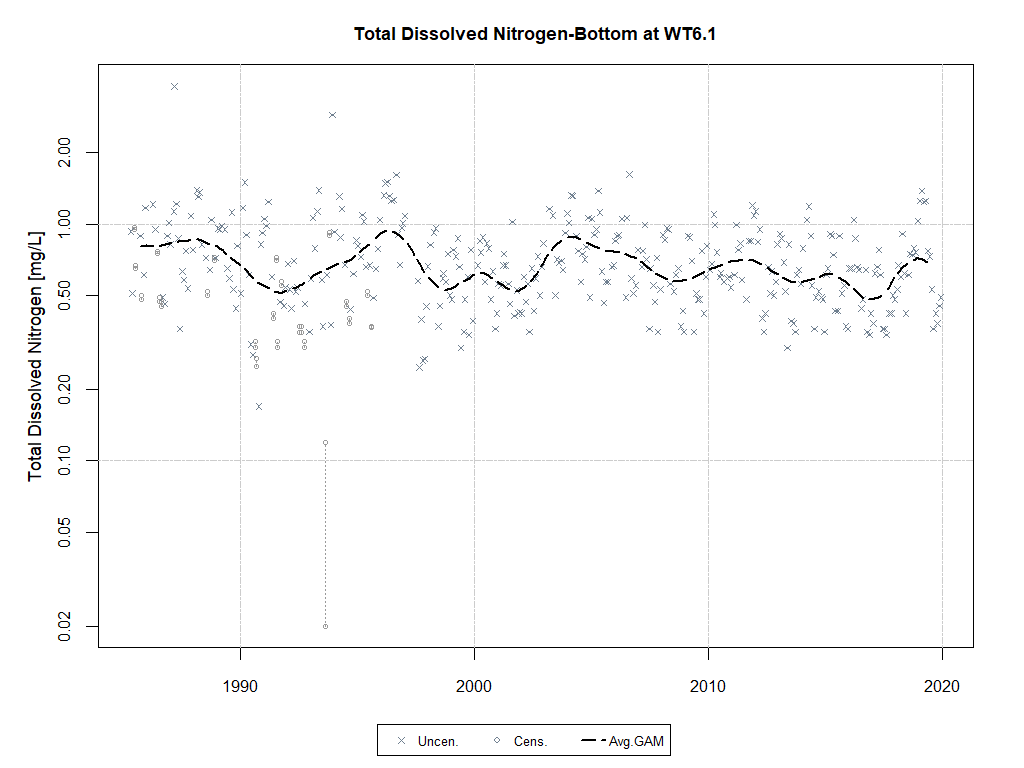 Total Dissolved Nitrogen-Bottom at WT6.1
Total Dissolved Nitrogen [mg/L]
2.00
1.00
0.50
0.20
0.10
0.05
0.02
1990 2000 2010 2020
Uncen. Cens. Avg.GAM